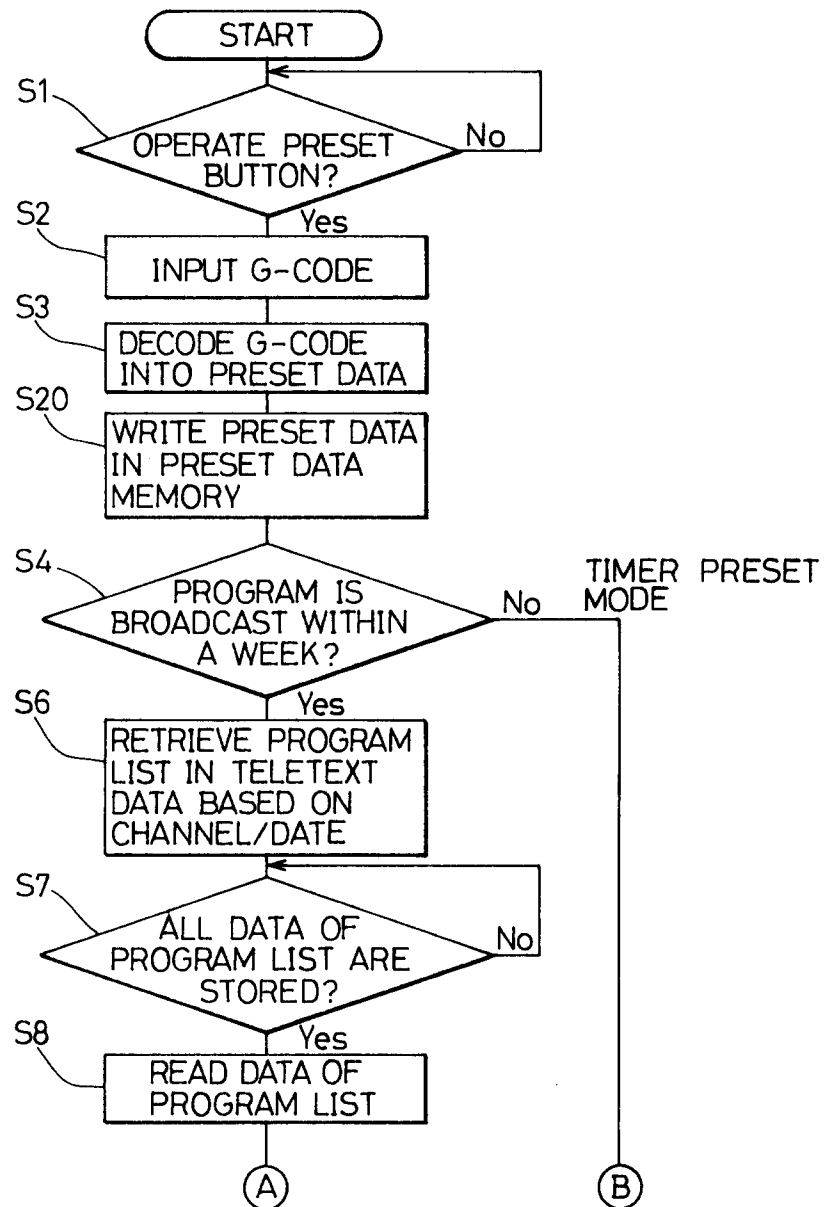 START
S1
OPERATE PRESET
BUTTON?
No
Yes
S2
INPUT G-CODE
S3
DECODE G-CODE
INTO PRESET DATA
S20
WRITE PRESET DATA
IN PRESET DATA
MEMORY
S4
PROGRAM IS
BROADCAST WITHIN
A WEEK?
No
TIMER PRESET
MODE
Yes
S6
RETRIEVE PROGRAM
LIST IN TELETEXT
DATA BASED ON
CHANNEL/DATE
S7
ALL DATA OF
PROGRAM LIST ARE
STORED?
No
Yes
S8
READ DATA OF
PROGRAM LIST
A
B